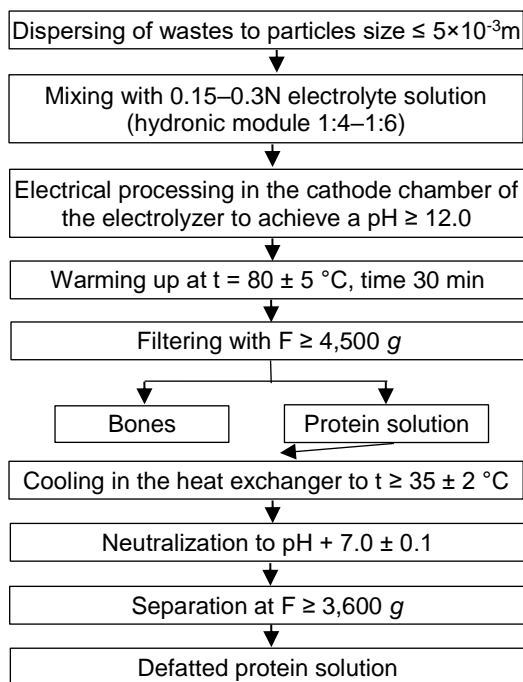 Dispersing of wastes to particles size ≤ 5×10⁻³m
Mixing with 0.15–0.3N electrolyte solution
(hydronic module 1:4–1:6)
Electrical processing in the cathode chamber of
the electrolyzer to achieve a pH ≥ 12.0
Warming up at t = 80 ± 5 °C, time 30 min
Filtering with F ≥ 4,500 g
Bones
Protein solution
Cooling in the heat exchanger to t ≥ 35 ± 2 °C
Neutralization to pH + 7.0 ± 0.1
Separation at F ≥ 3,600 g
Defatted protein solution